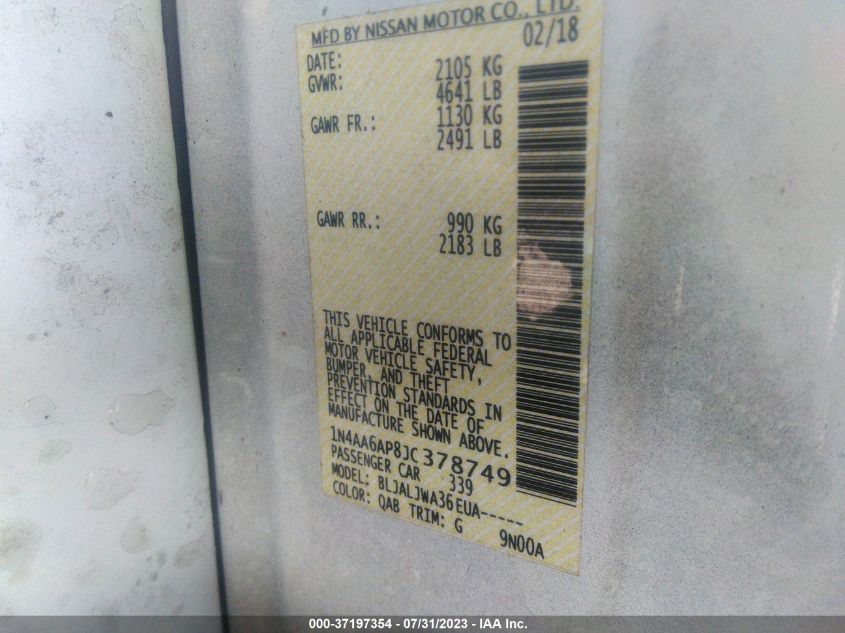 MFD BY NISSAN MOTOR CO., LTD.
DATE: 02/18
GVWR: 2105 KG
4641 LB
GAWR FR.: 1130 KG
2491 LB
GAWR RR.: 990 KG
2183 LB
THIS VEHICLE CONFORMS TO
ALL APPLICABLE FEDERAL
MOTOR VEHICLE SAFETY,
BUMPER, AND THEFT
PREVENTION STANDARDS IN
EFFECT ON THE DATE OF
MANUFACTURE SHOWN ABOVE.
1N4AA6AP8JC378749
PASSENGER CAR 339
MODEL: BLJALJWA36EUA-----
COLOR: QAB TRIM: G 9N00A
000-37197354 - 07/31/2023 - IAA Inc.